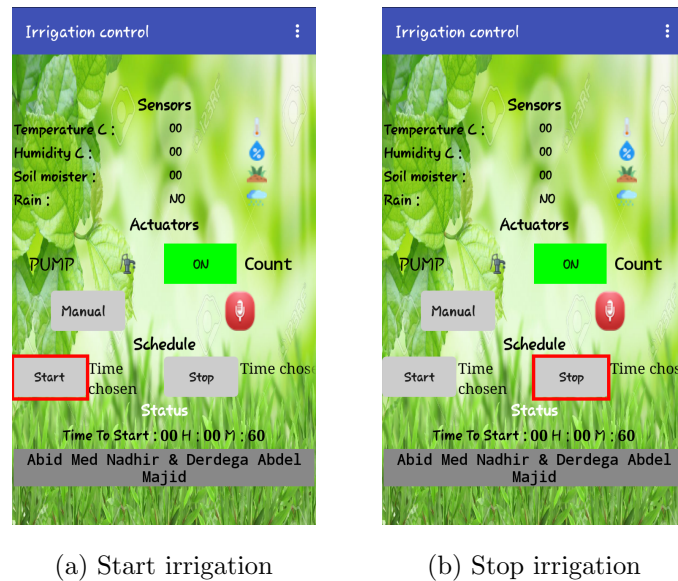 Irrigation control
Sensors
Temperature C : 00
Humidity C : 00
Soil moister : 00
Rain : NO
Actuators
PUMP ON Count
Manual
Schedule
Start Time chosen Stop Time chos
Status
Time To Start : 00 H : 00 M : 60
Abid Med Nadhir & Derdega Abdel
Majid
(a) Start irrigation
Irrigation control
Sensors
Temperature C : 00
Humidity C : 00
Soil moister : 00
Rain : NO
Actuators
PUMP ON Count
Manual
Schedule
Start Time chosen Stop Time chos
Status
Time To Start : 00 H : 00 M : 60
Abid Med Nadhir & Derdega Abdel
Majid
(b) Stop irrigation